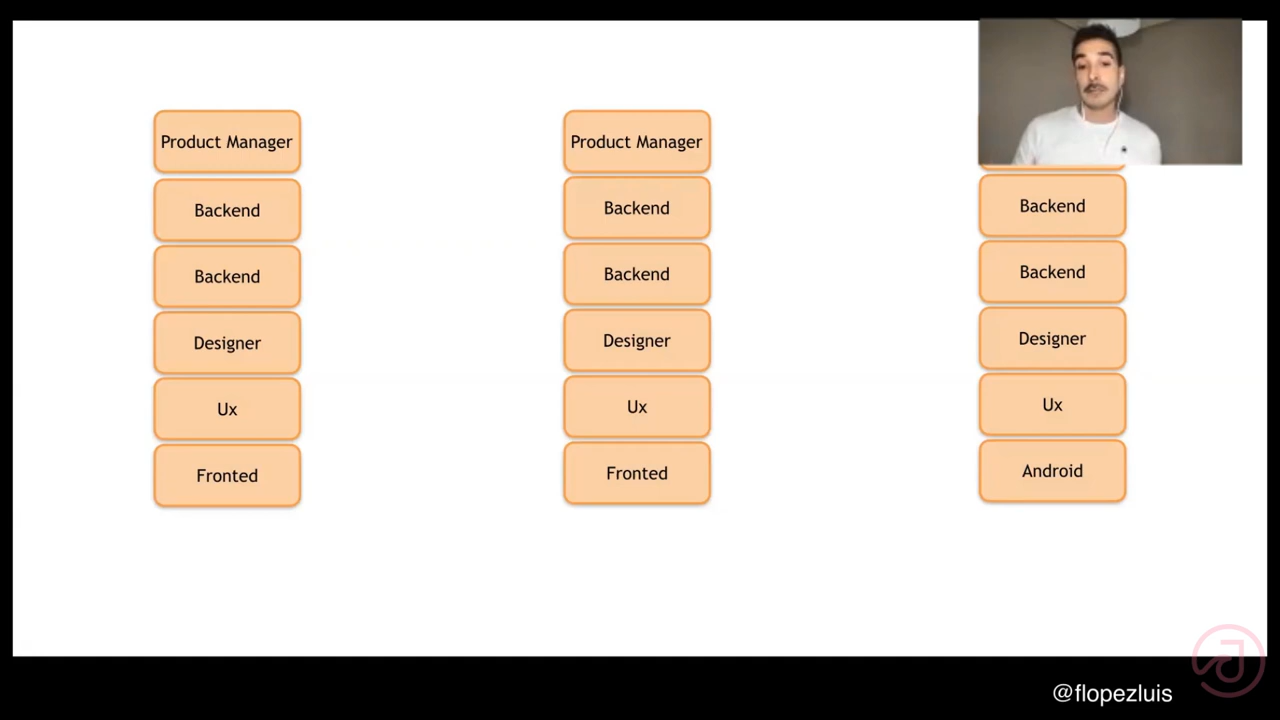 Product Manager
Backend
Backend
Designer
Ux
Fronted
Product Manager
Backend
Backend
Designer
Ux
Fronted
Backend
Backend
Designer
Ux
Android
@flopezluis